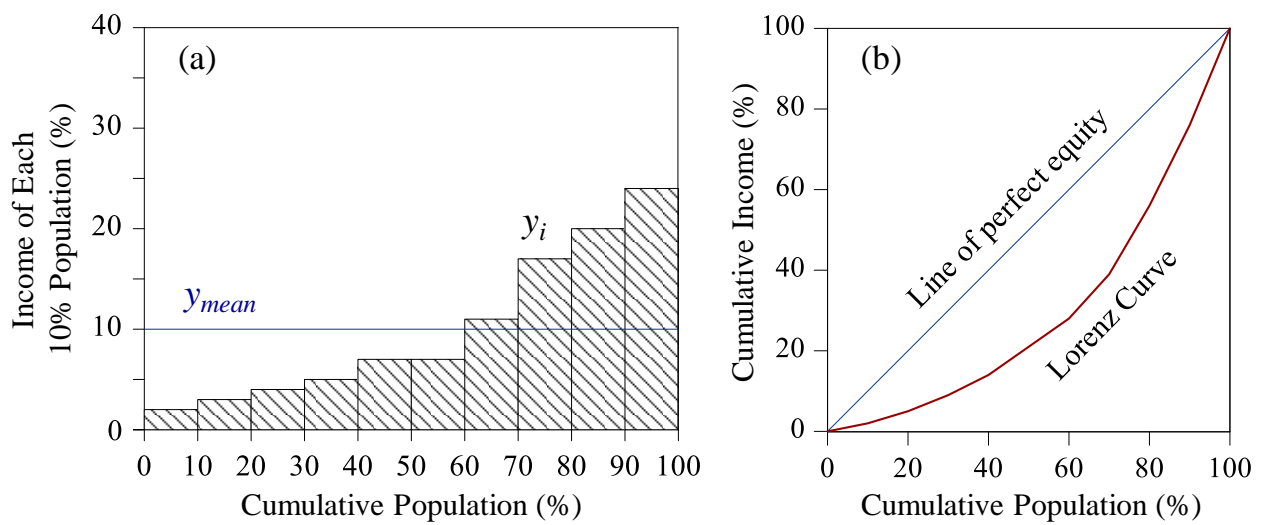 (a)
Income of Each
10% Population (%)
40
30
20
10
0
y_i
y_mean
0 10 20 30 40 50 60 70 80 90 100
Cumulative Population (%)
(b)
Cumulative Income (%)
100
80
60
40
20
0
Line of perfect equity
Lorenz Curve
0 20 40 60 80 100
Cumulative Population (%)